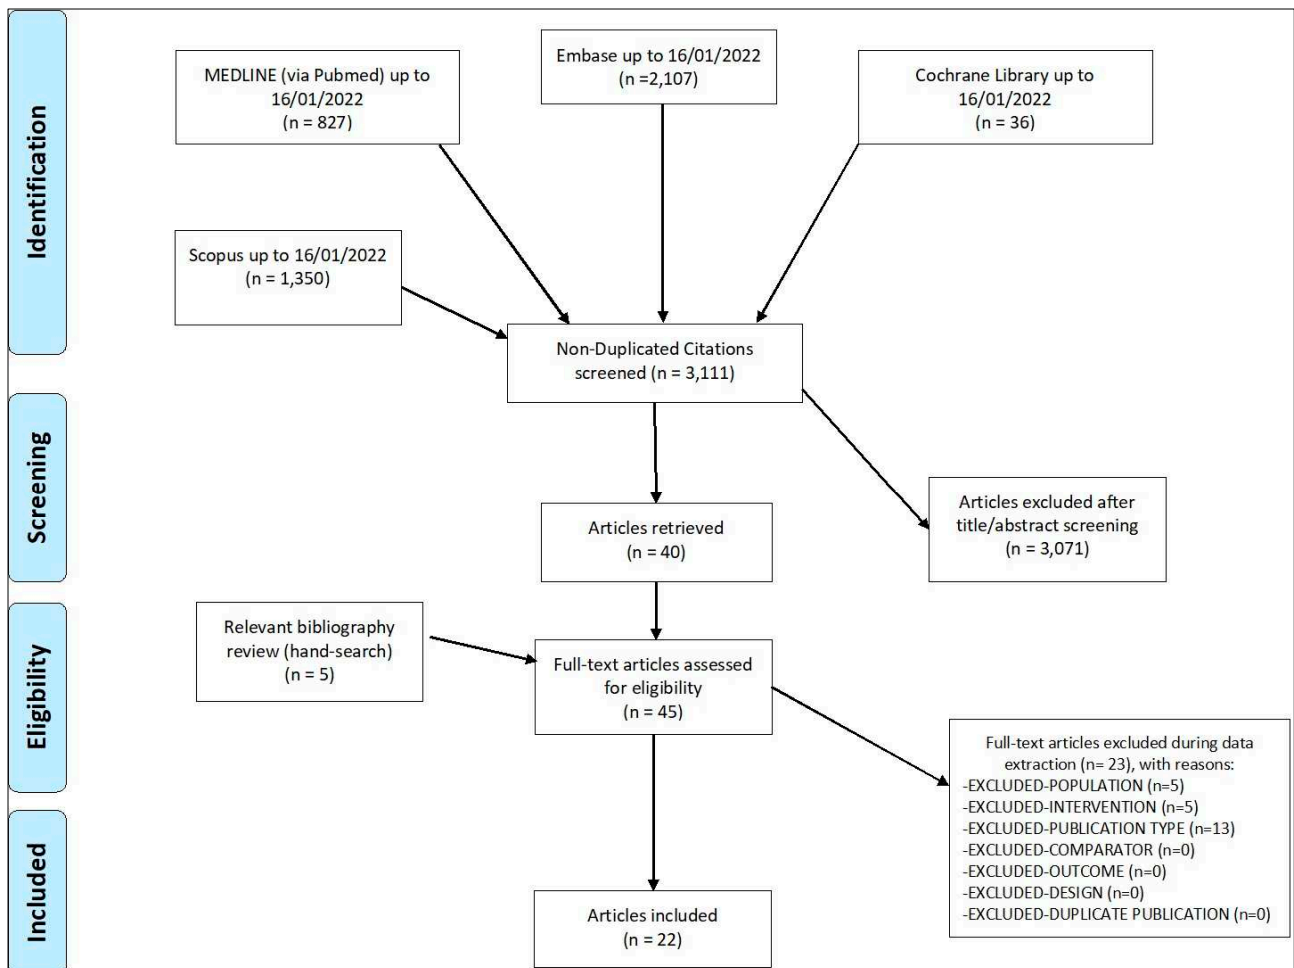 Identification
MEDLINE (via Pubmed) up to
16/01/2022
(n = 827)
Embase up to 16/01/2022
(n =2,107)
Cochrane Library up to
16/01/2022
(n = 36)
Scopus up to 16/01/2022
(n = 1,350)
Non-Duplicated Citations
screened (n = 3,111)
Screening
Articles retrieved
(n = 40)
Articles excluded after
title/abstract screening
(n = 3,071)
Eligibility
Relevant bibliography
review (hand-search)
(n = 5)
Full-text articles assessed
for eligibility
(n = 45)
Full-text articles excluded during data
extraction (n= 23), with reasons:
-EXCLUDED-POPULATION (n=5)
-EXCLUDED-INTERVENTION (n=5)
-EXCLUDED-PUBLICATION TYPE (n=13)
-EXCLUDED-COMPARATOR (n=0)
-EXCLUDED-OUTCOME (n=0)
-EXCLUDED-DESIGN (n=0)
-EXCLUDED-DUPLICATE PUBLICATION (n=0)
Included
Articles included
(n = 22)